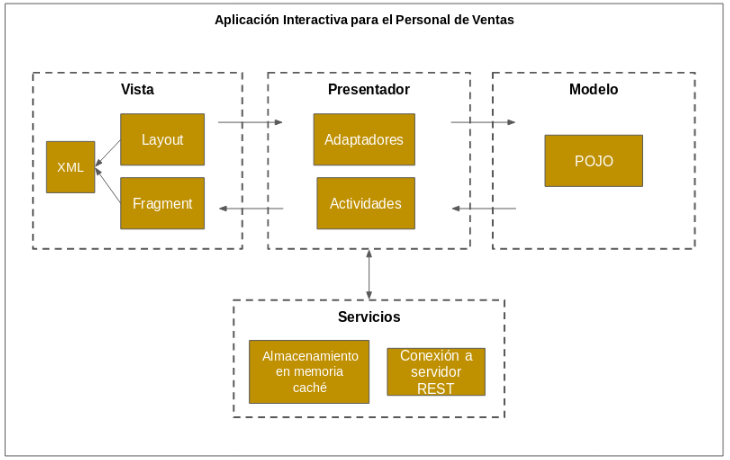 Aplicación Interactiva para el Personal de Ventas
Vista
Presentador
Modelo
Layout
XML
Fragment
Adaptadores
Actividades
POJO
Servicios
Almacenamiento
en memoria
caché
Conexión a
servidor
REST